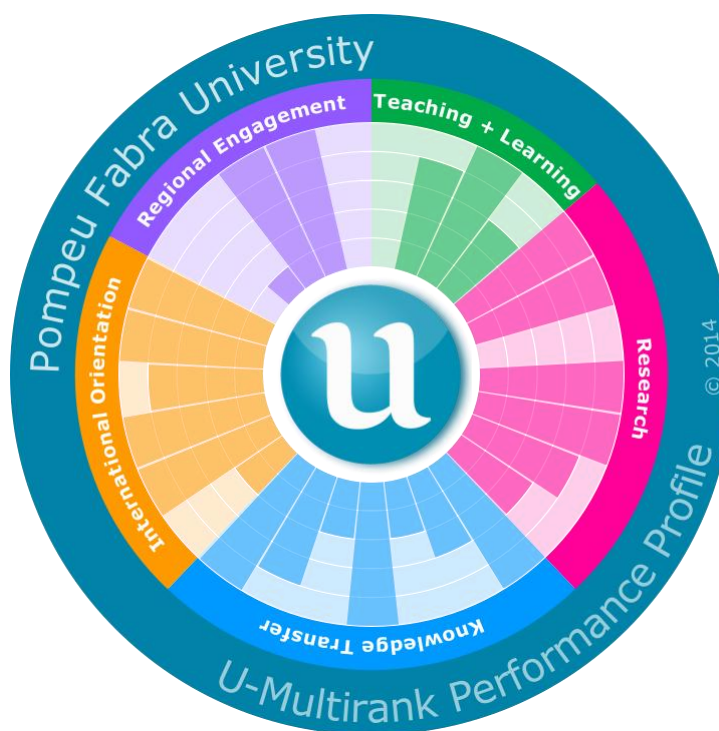 Pompeu Fabra University
Regional Engagement
Teaching + Learning
Research
Knowledge Transfer
International Orientation
u
© 2014
U-Multirank Performance Profile